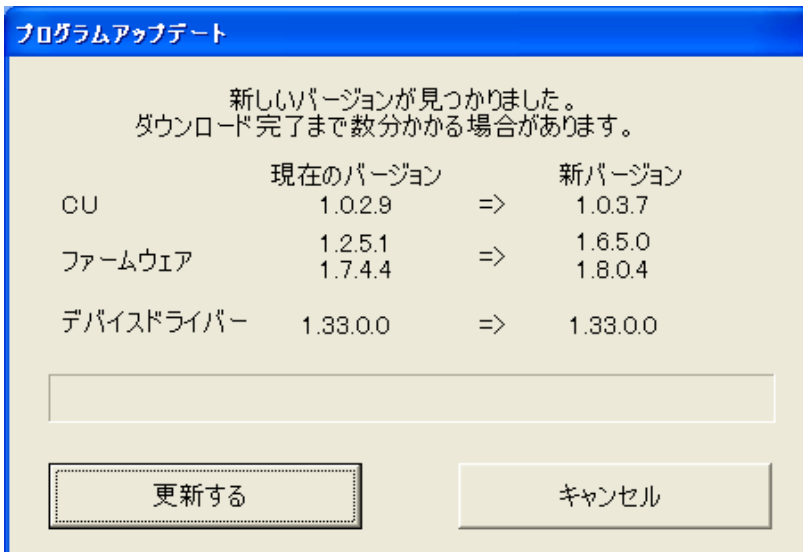 プログラムアップデート
新しいバージョンが見つかりました。
ダウンロード完了まで数分かかる場合があります。
現在のバージョン 新バージョン
CU 1.0.2.9 => 1.0.3.7
ファームウェア 1.2.5.1 => 1.6.5.0
1.7.4.4 1.8.0.4
デバイスドライバー 1.33.0.0 => 1.33.0.0
更新する キャンセル